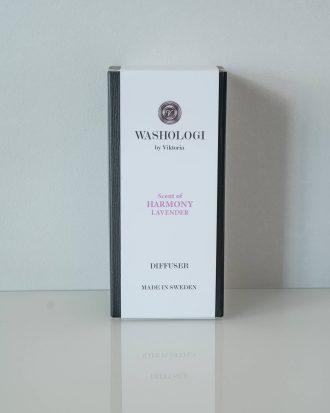 WASHOLOGI
by Viktoria
Scent of
HARMONY
LAVENDER
DIFFUSER
MADE IN SWEDEN